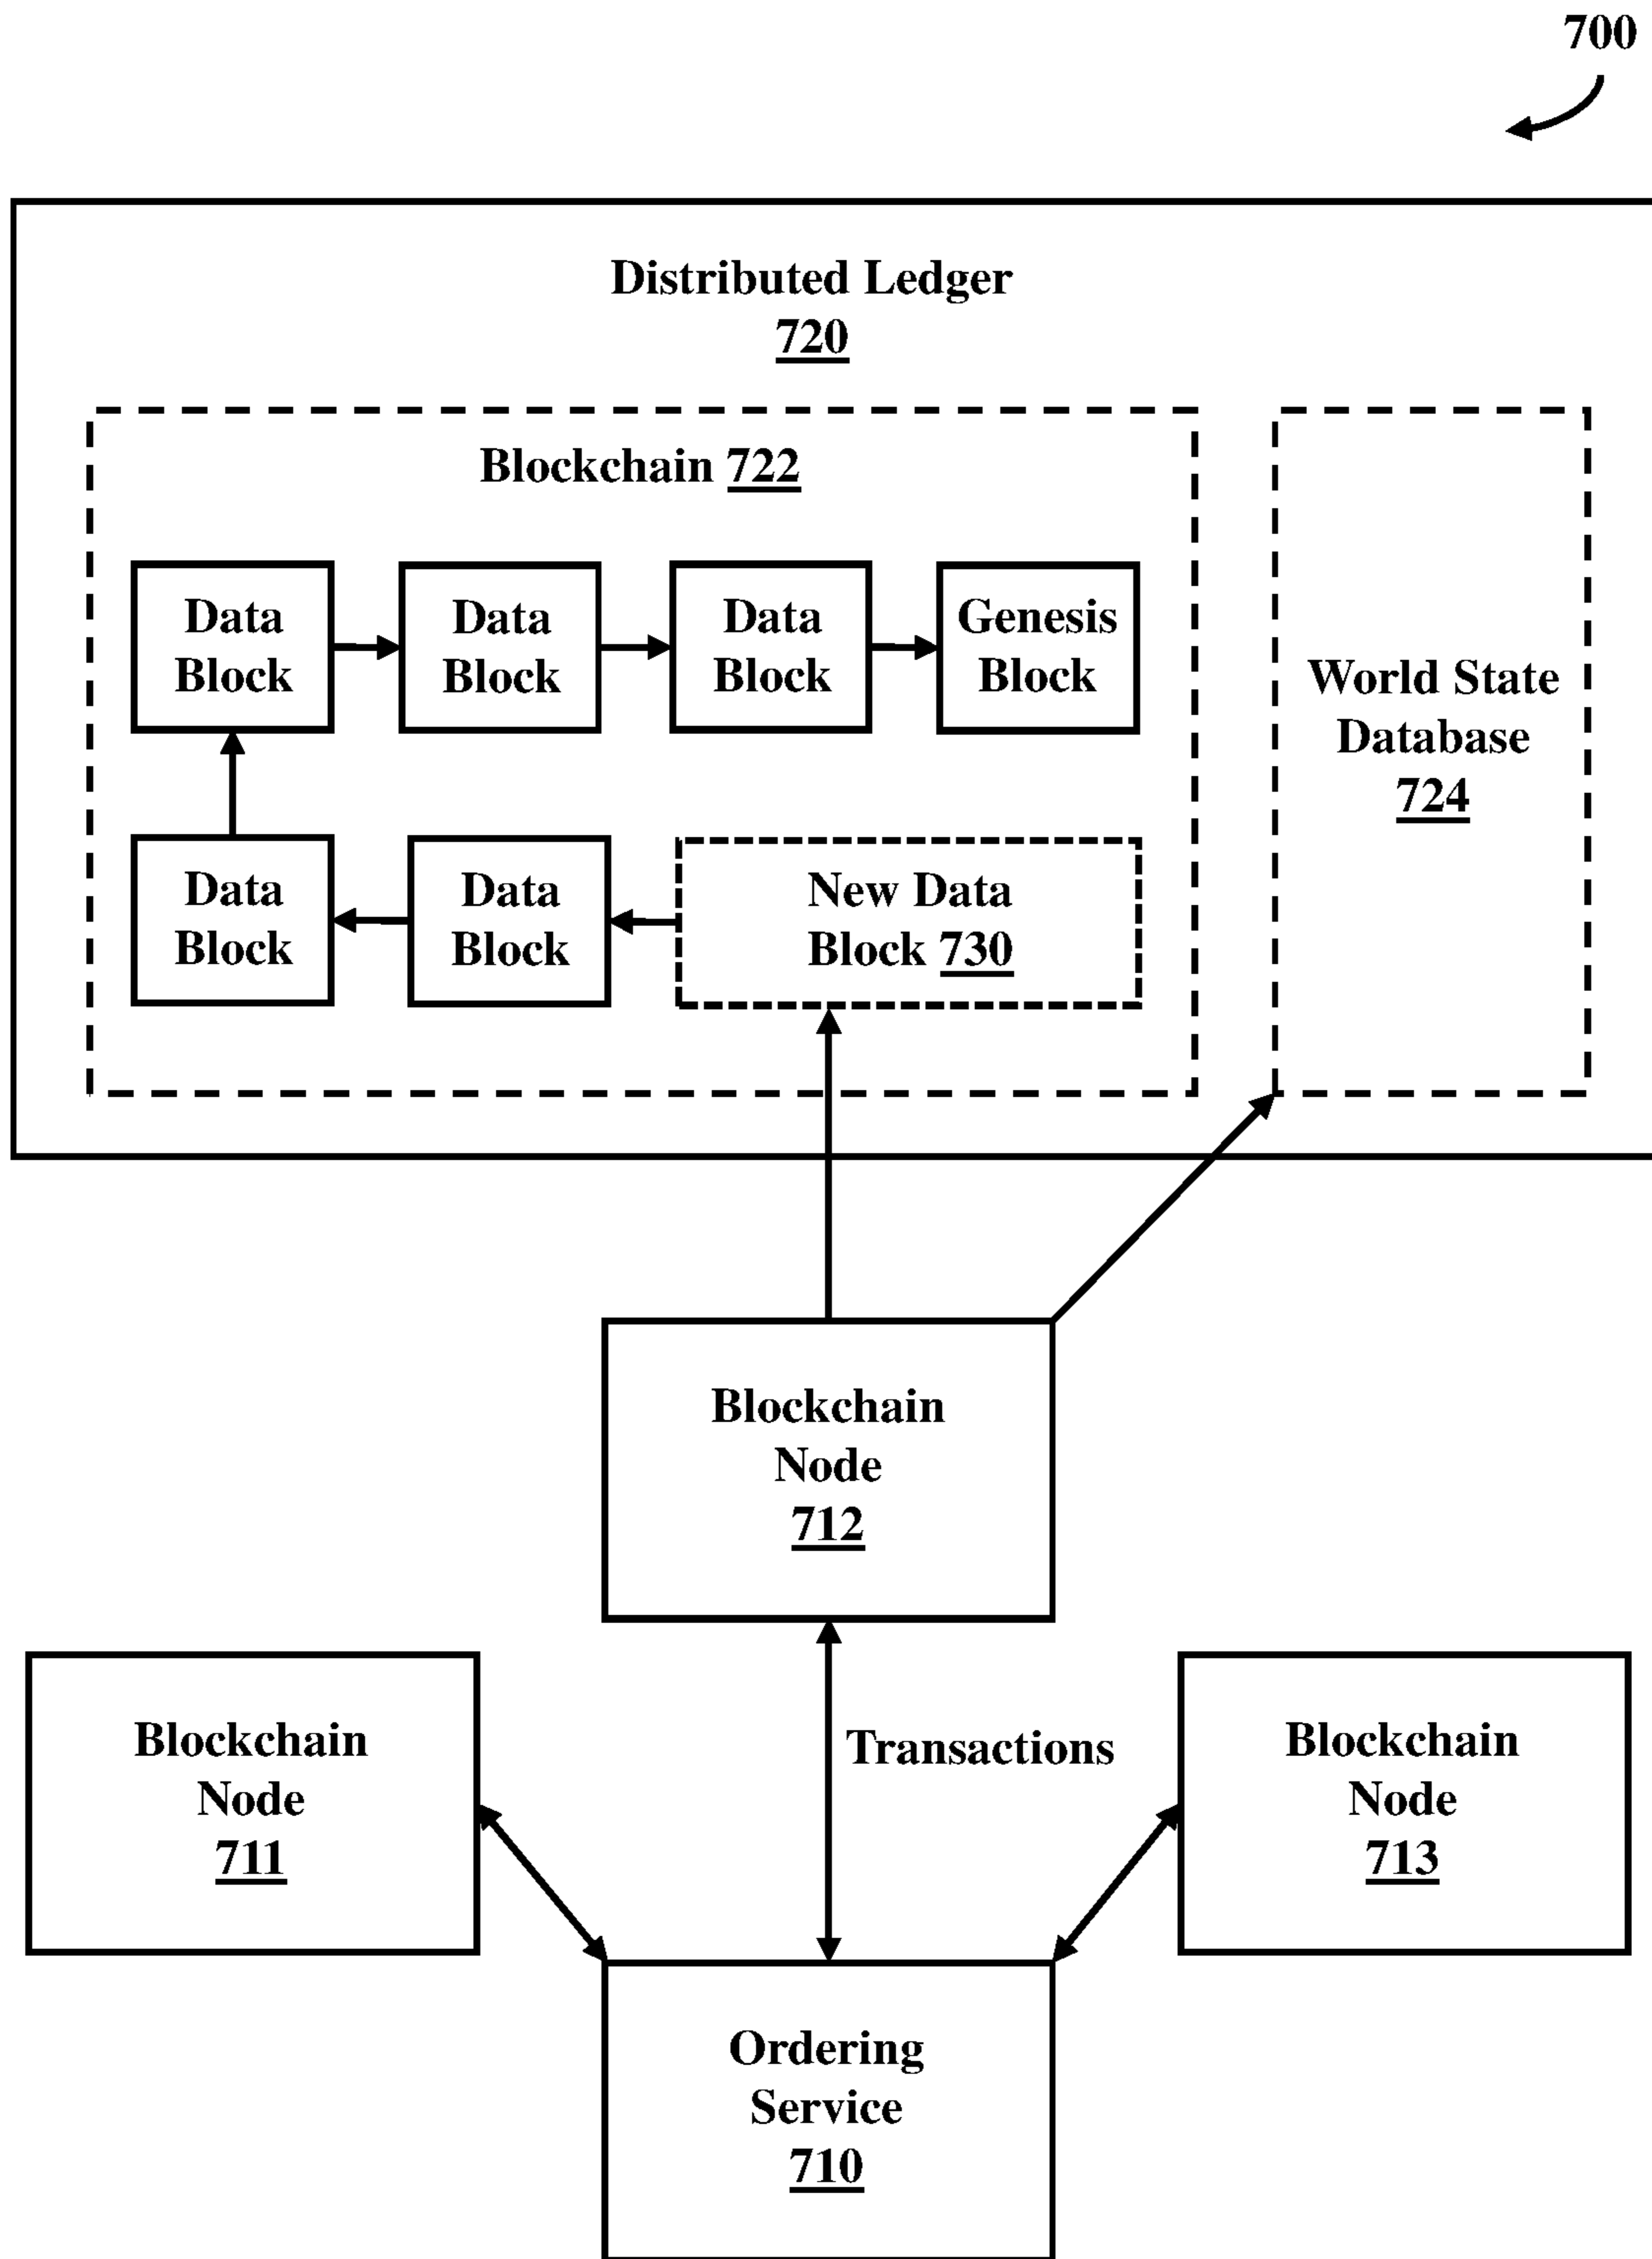 700
Distributed Ledger
720
Blockchain 722
Data
Block
Data
Block
Data
Block
Genesis
Block
World State
Database
724
Data
Block
Data
Block
New Data
Block 730
Blockchain
Node
712
Transactions
Blockchain
Node
711
Blockchain
Node
713
Ordering
Service
710